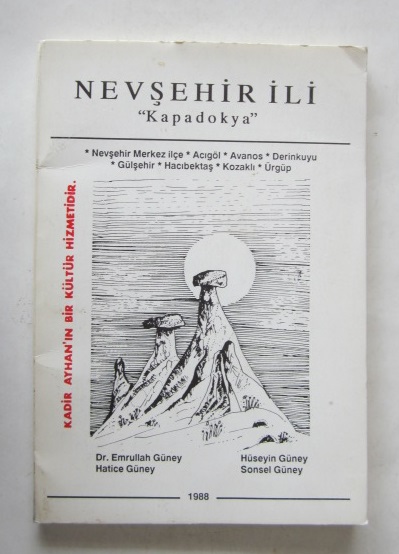 NEVŞEHİR İLİ
“Kapadokya”
* Nevşehir Merkez ilçe * Acıgöl * Avanos * Derinkuyu
* Gülşehir * Hacıbektaş * Kozaklı * Ürgüp
KADİR AYHAN'IN BİR KÜLTÜR HİZMETİDİR.
Dr. Emrullah Güney
Hatice Güney
Hüseyin Güney
Sonsel Güney
1988